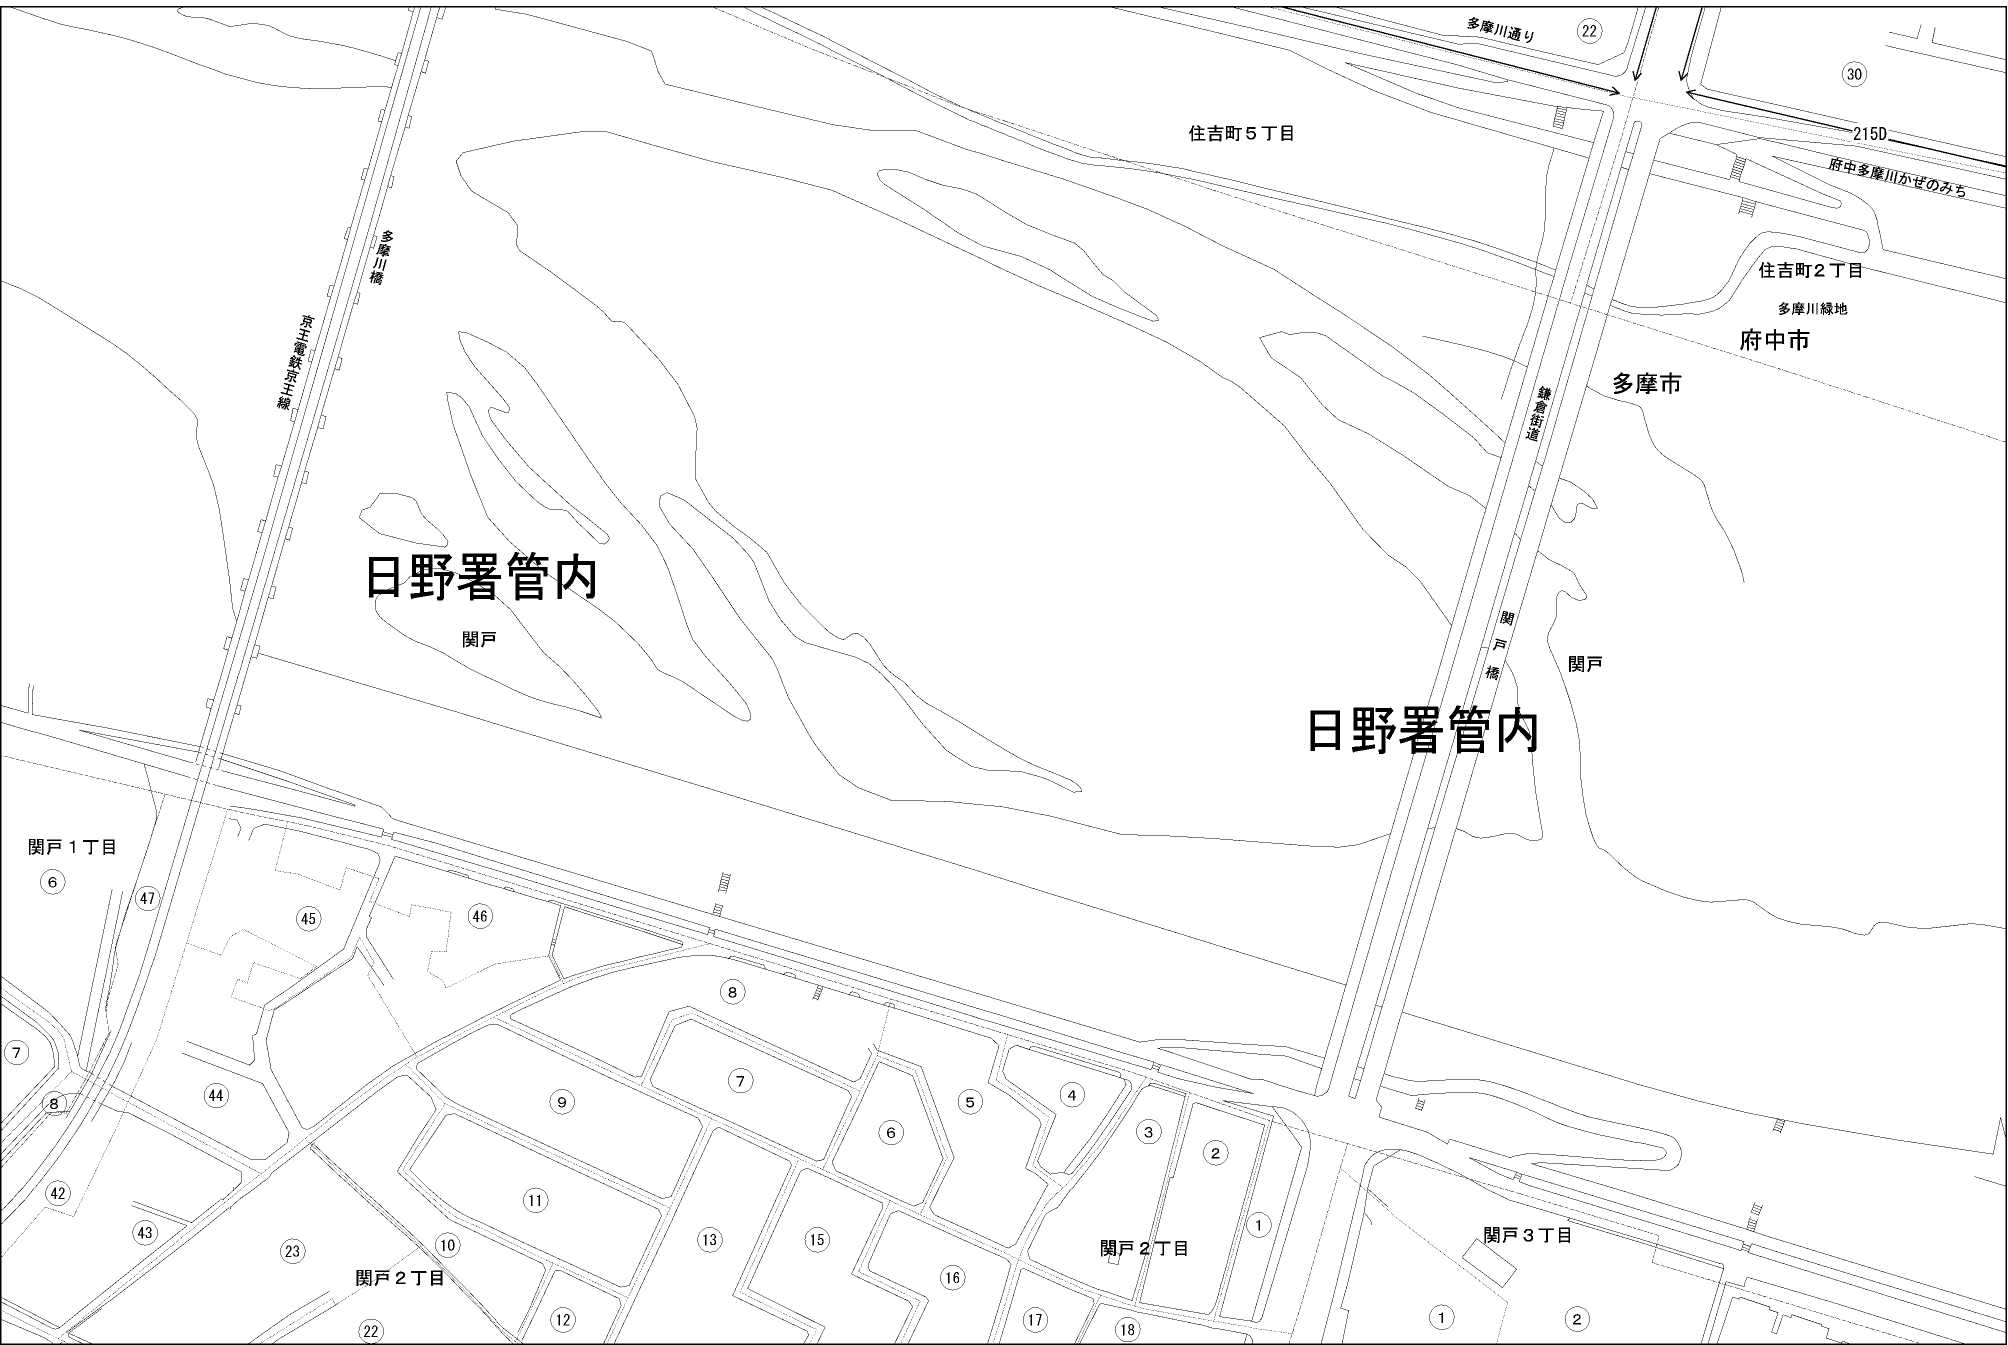 多摩川通り
22
30
住吉町５丁目
215D
府中多摩川かぜのみち
多摩川橋
住吉町２丁目
多摩川緑地
府中市
京王電鉄京王線
多摩市
鎌倉街道
日野署管内
関戸
関戸橋
関戸
日野署管内
関戸１丁目
6
47
45
46
8
7
7
44
8
9
6
5
4
3
2
42
43
11
1
23
10
13
15
関戸２丁目
関戸３丁目
関戸２丁目
16
12
22
17
18
1
2